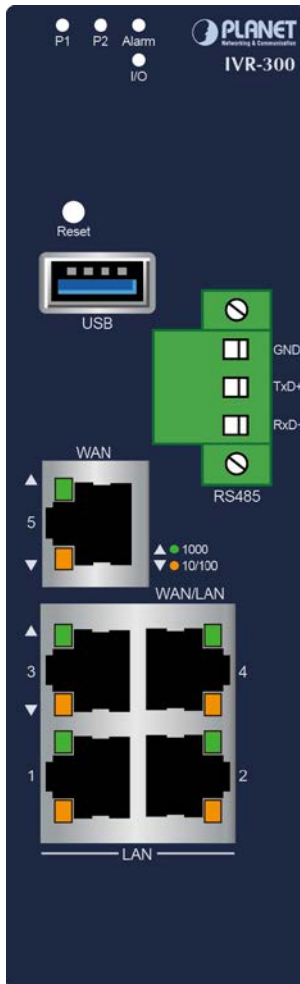 P1 P2 Alarm
I/O
PLANET
Networking & Communication
IVR-300
Reset
USB
GND
TxD+
RxD-
RS485
WAN
5
1000
10/100
WAN/LAN
3 4
1 2
LAN